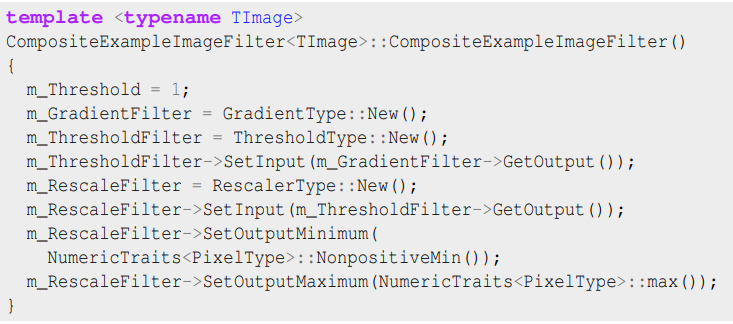 template <typename TImage>
CompositeExampleImageFilter<TImage>::CompositeExampleImageFilter()
{
  m_Threshold = 1;
  m_GradientFilter = GradientType::New();
  m_ThresholdFilter = ThresholdType::New();
  m_ThresholdFilter->SetInput(m_GradientFilter->GetOutput());
  m_RescaleFilter = RescalerType::New();
  m_RescaleFilter->SetInput(m_ThresholdFilter->GetOutput());
  m_RescaleFilter->SetOutputMinimum(
    NumericTraits<PixelType>::NonpositiveMin());
  m_RescaleFilter->SetOutputMaximum(NumericTraits<PixelType>::max());
}